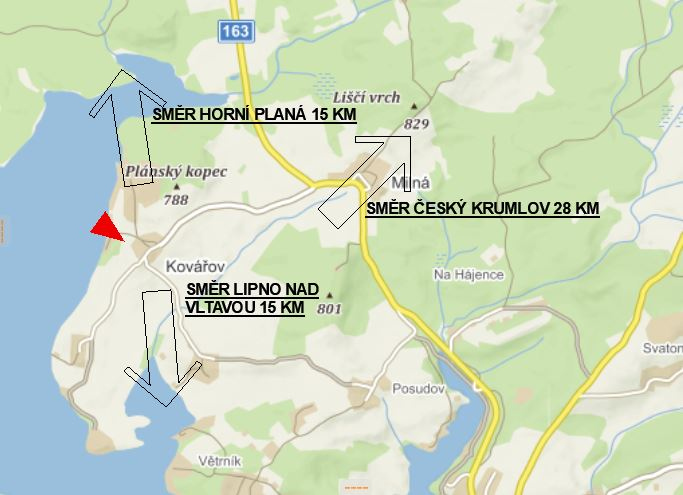 163
Liščí vrch
829
SMĚR HORNÍ PLANÁ 15 KM
Plánský kopec
788
Milná
SMĚR ČESKÝ KRUMLOV 28 KM
Kovářov
Na Hájence
SMĚR LIPNO NAD
VLTAVOU 15 KM
801
Svaton
Posudov
Větrník